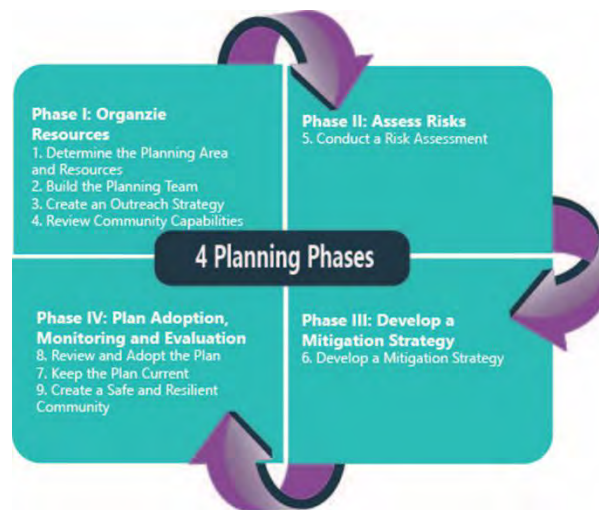 Phase I: Organzie
Resources
1. Determine the Planning Area
and Resources
2. Build the Planning Team
3. Create an Outreach Strategy
4. Review Community Capabilities
Phase II: Assess Risks
5. Conduct a Risk Assessment
4 Planning Phases
Phase IV: Plan Adoption,
Monitoring and Evaluation
8. Review and Adopt the Plan
7. Keep the Plan Current
9. Create a Safe and Resilient
Community
Phase III: Develop a
Mitigation Strategy
6. Develop a Mitigation Strategy